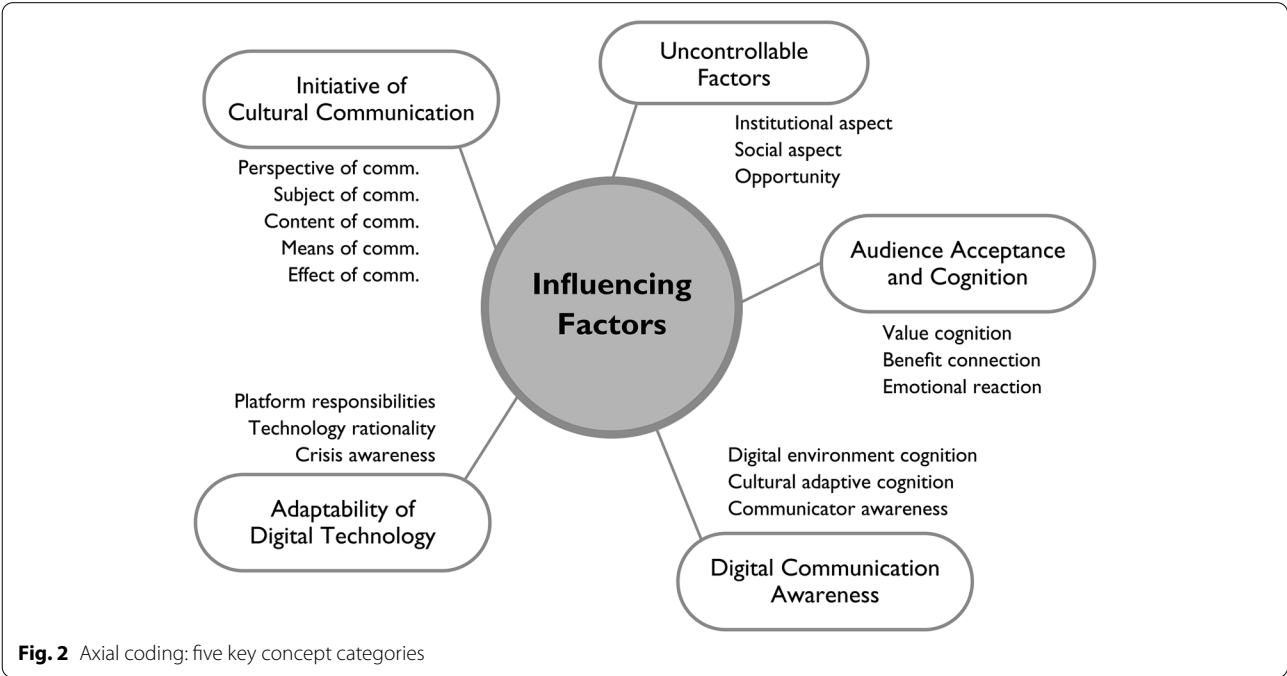 Initiative of
Cultural Communication
Perspective of comm.
Subject of comm.
Content of comm.
Means of comm.
Effect of comm.
Uncontrollable
Factors
Institutional aspect
Social aspect
Opportunity
Influencing
Factors
Audience Acceptance
and Cognition
Value cognition
Benefit connection
Emotional reaction
Platform responsibilities
Technology rationality
Crisis awareness
Adaptability of
Digital Technology
Digital environment cognition
Cultural adaptive cognition
Communicator awareness
Digital Communication
Awareness
Fig. 2 Axial coding: five key concept categories